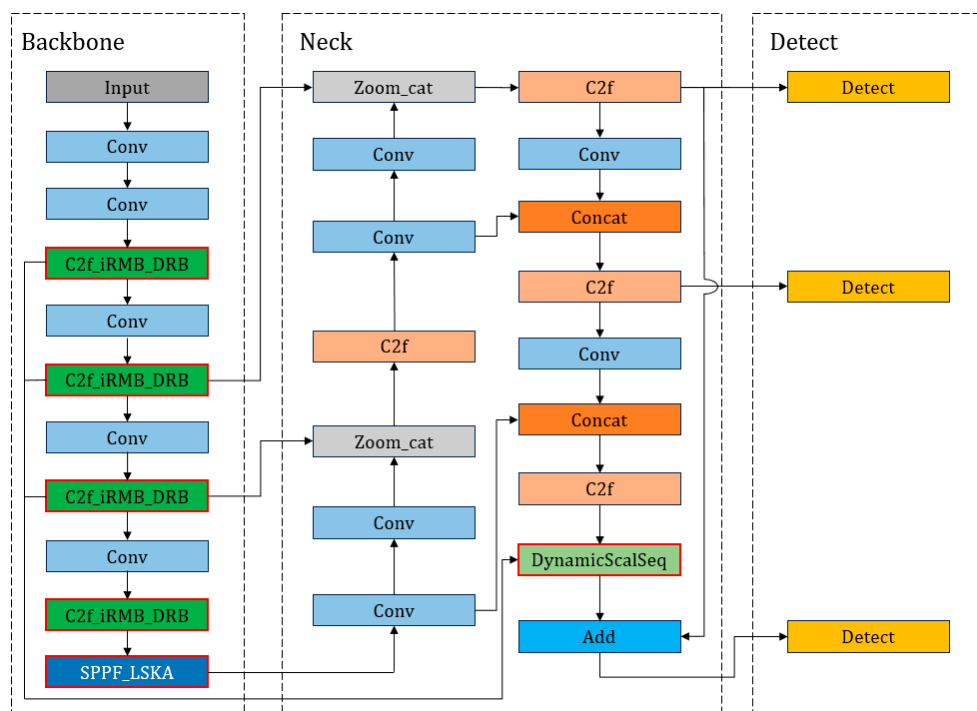 Backbone
Input
Conv
Conv
C2f_iRMB_DRB
Conv
C2f_iRMB_DRB
Conv
C2f_iRMB_DRB
Conv
C2f_iRMB_DRB
SPPF_LSKA
Neck
Zoom_cat
Conv
Conv
C2f
Zoom_cat
Conv
Conv
C2f
Conv
Concat
C2f
Conv
Concat
C2f
DynamicScalSeq
Add
Detect
Detect
Detect
Detect